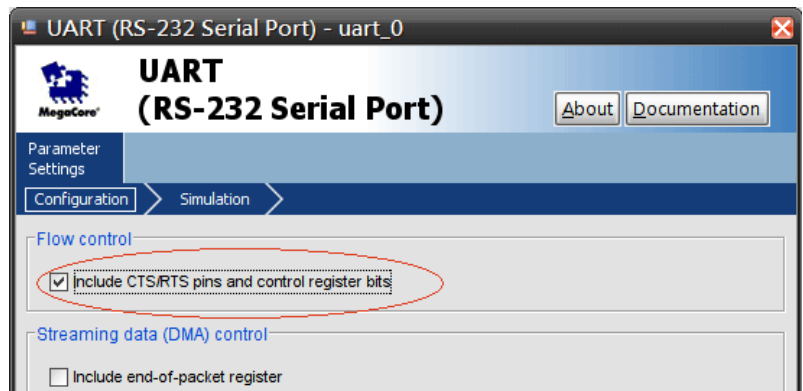 UART (RS-232 Serial Port) - uart_0
MegaCore®
UART
(RS-232 Serial Port)
About
Documentation
Parameter
Settings
Configuration
Simulation
Flow control
Include CTS/RTS pins and control register bits
Streaming data (DMA) control
Include end-of-packet register